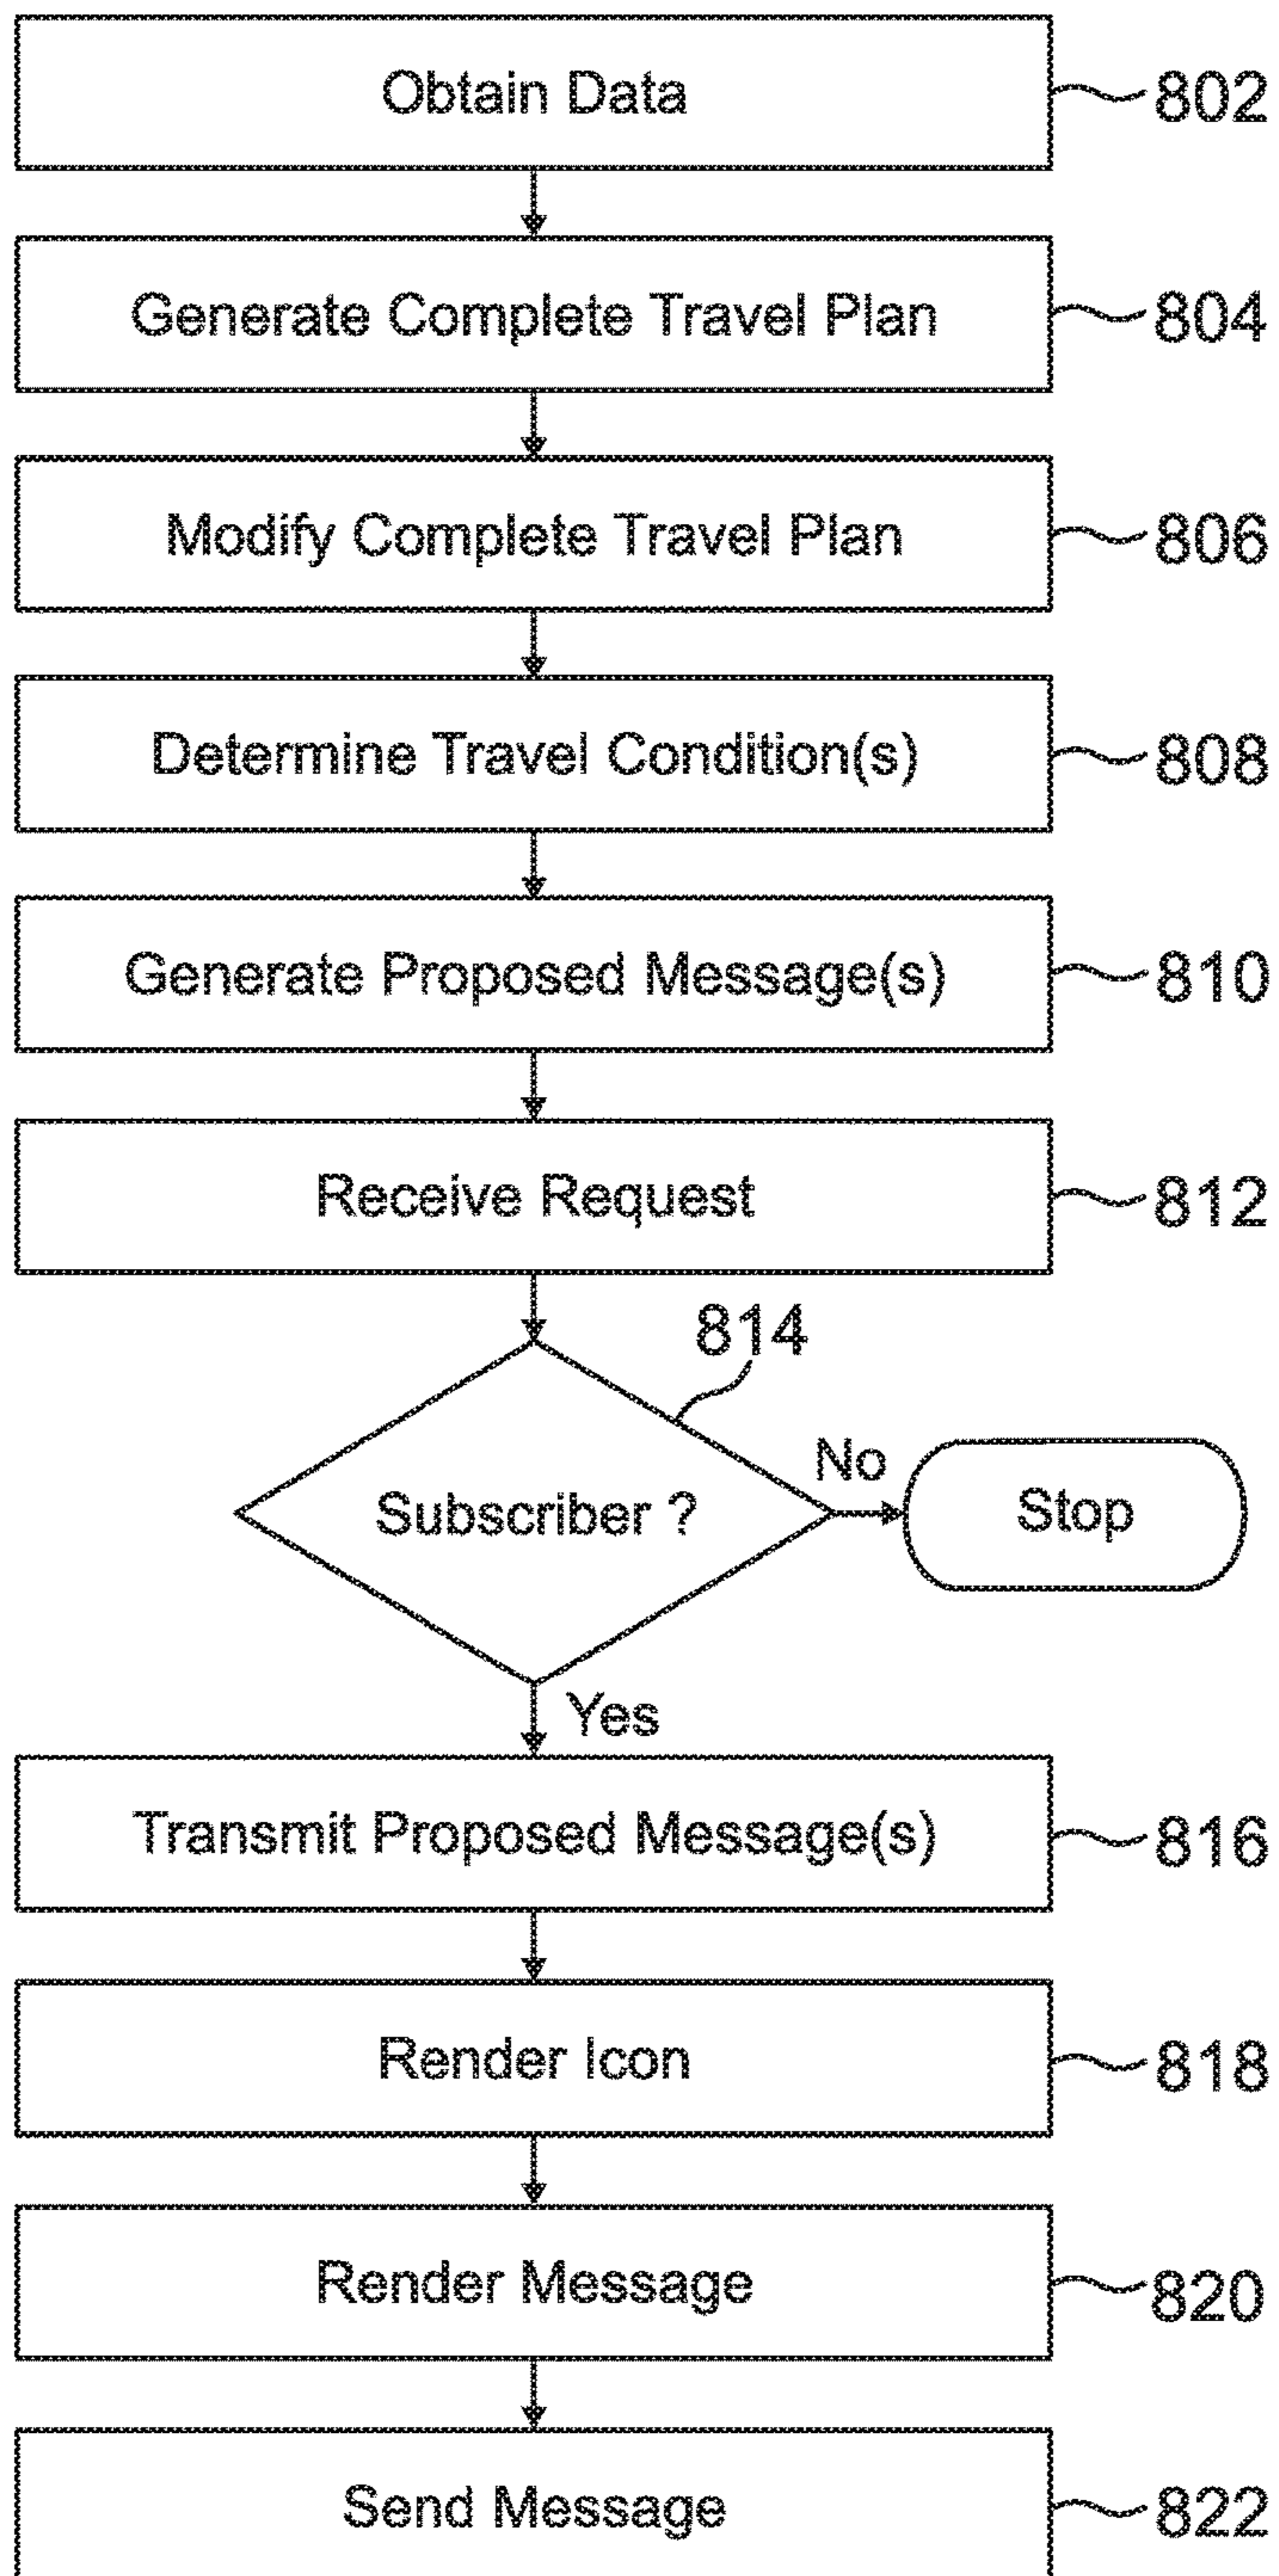 Obtain Data
802
Generate Complete Travel Plan
804
Modify Complete Travel Plan
806
Determine Travel Condition(s)
808
Generate Proposed Message(s)
810
Receive Request
812
814
Subscriber ?
No
Stop
Yes
Transmit Proposed Message(s)
816
Render Icon
818
Render Message
820
Send Message
822